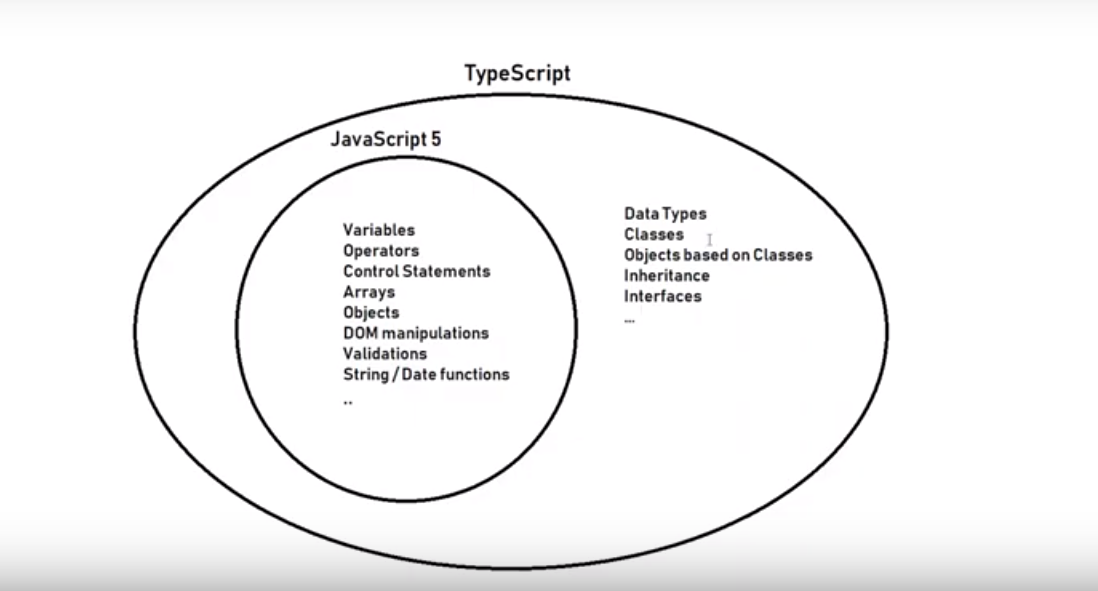 TypeScript
JavaScript 5
Variables
Operators
Control Statements
Arrays
Objects
DOM manipulations
Validations
String / Date functions
..
Data Types
Classes
Objects based on Classes
Inheritance
Interfaces
...